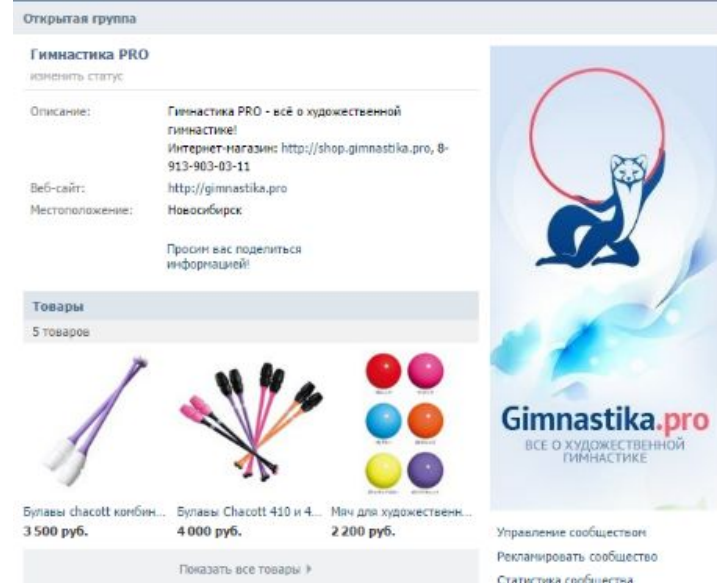 Открытая группа
Гимнастика PRO
изменить статус
Описание: Гимнастика PRO - всё о художественной
гимнастике!
Интернет-магазин: http://shop.gimnastika.pro, 8-
913-903-03-11
Веб-сайт: http://gimnastika.pro
Местоположение: Новосибирск
Просим вас поделиться
информацией!
Товары
5 товаров
Булавы chacott комбин...
3 500 руб.
Булавы Chacott 410 и 4...
4 000 руб.
Мяч для художественн...
2 200 руб.
Показать все товары
Gimnastika.pro
ВСЕ О ХУДОЖЕСТВЕННОЙ
ГИМНАСТИКЕ
Управление сообществом
Рекламировать сообщество
Статистика сообщества